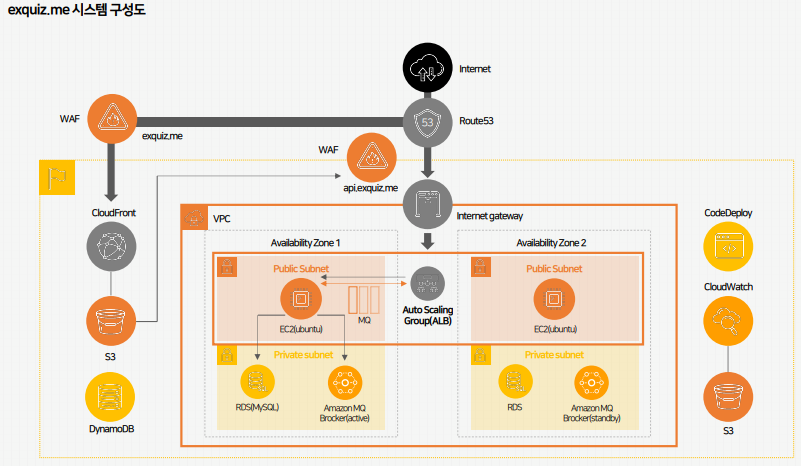 exquiz.me 시스템 구성도
Internet
WAF
53
Route53
exquiz.me
WAF
api.exquiz.me
CloudFront
VPC
Internet gateway
CodeDeploy
Availability Zone 1
Availability Zone 2
Public Subnet
Public Subnet
CloudWatch
MQ
Auto Scaling
Group(ALB)
EC2(ubuntu)
EC2(ubuntu)
S3
Private subnet
Private subnet
RDS(MySQL)
Amazon MQ
Brocker(active)
RDS
Amazon MQ
Brocker(standby)
DynamoDB
S3